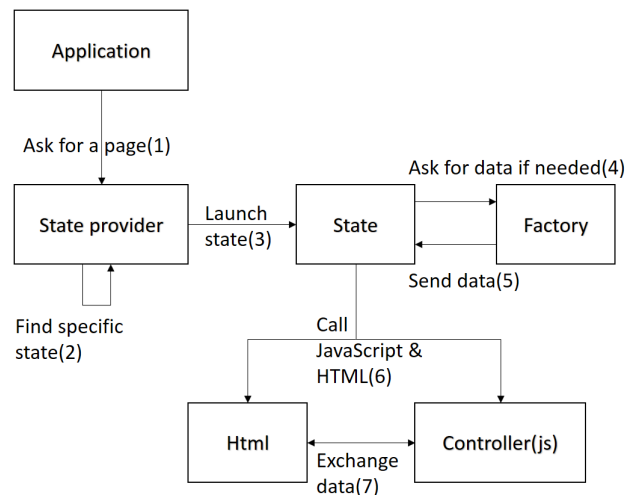 Application
Ask for a page(1)
Ask for data if needed(4)
State provider
Launch
state(3)
State
Factory
Send data(5)
Find specific
state(2)
Call
JavaScript &
HTML(6)
Html
Controller(js)
Exchange
data(7)